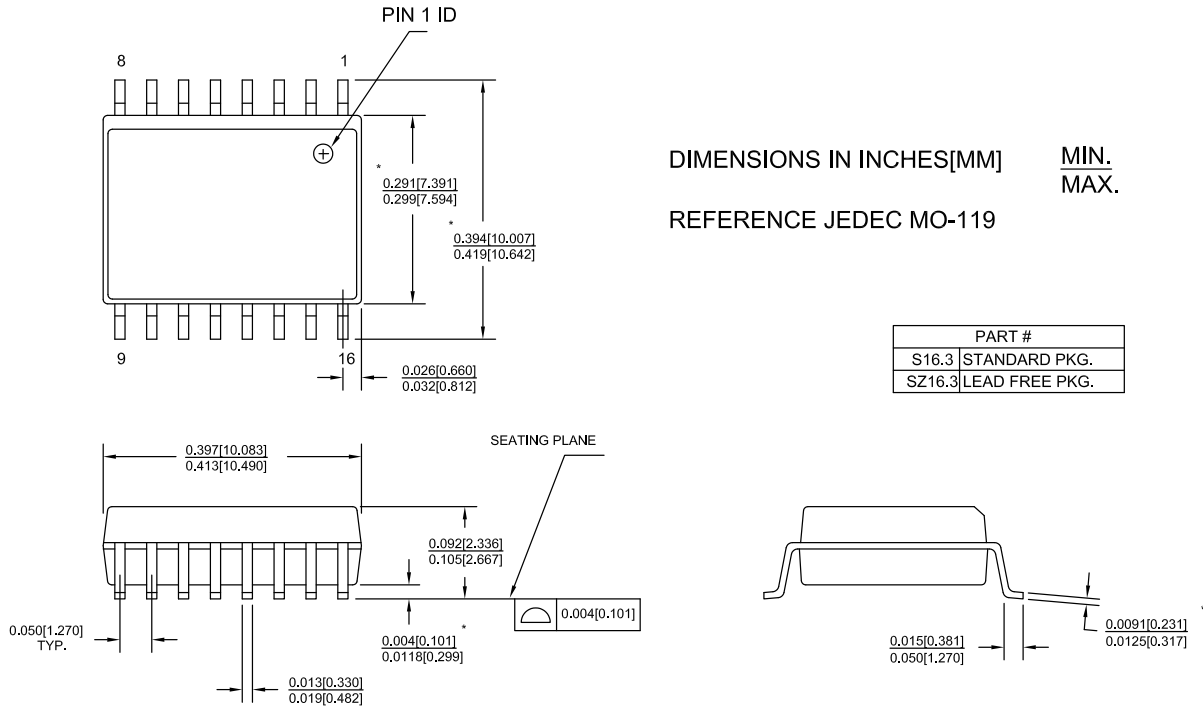 PIN 1 ID
8
1
*
0.291[7.391]
0.299[7.594]
*
0.394[10.007]
0.419[10.642]
DIMENSIONS IN INCHES[MM]
MIN.
MAX.
REFERENCE JEDEC MO-119
9
16
0.026[0.660]
0.032[0.812]
PART #
S16.3 STANDARD PKG.
SZ16.3 LEAD FREE PKG.
0.397[10.083]
0.413[10.490]
SEATING PLANE
0.092[2.336]
0.105[2.667]
0.004[0.101]
0.050[1.270]
TYP.
*
0.004[0.101]
0.0118[0.299]
0.013[0.330]
0.019[0.482]
0.015[0.381]
0.050[1.270]
0.0091[0.231]
0.0125[0.317]